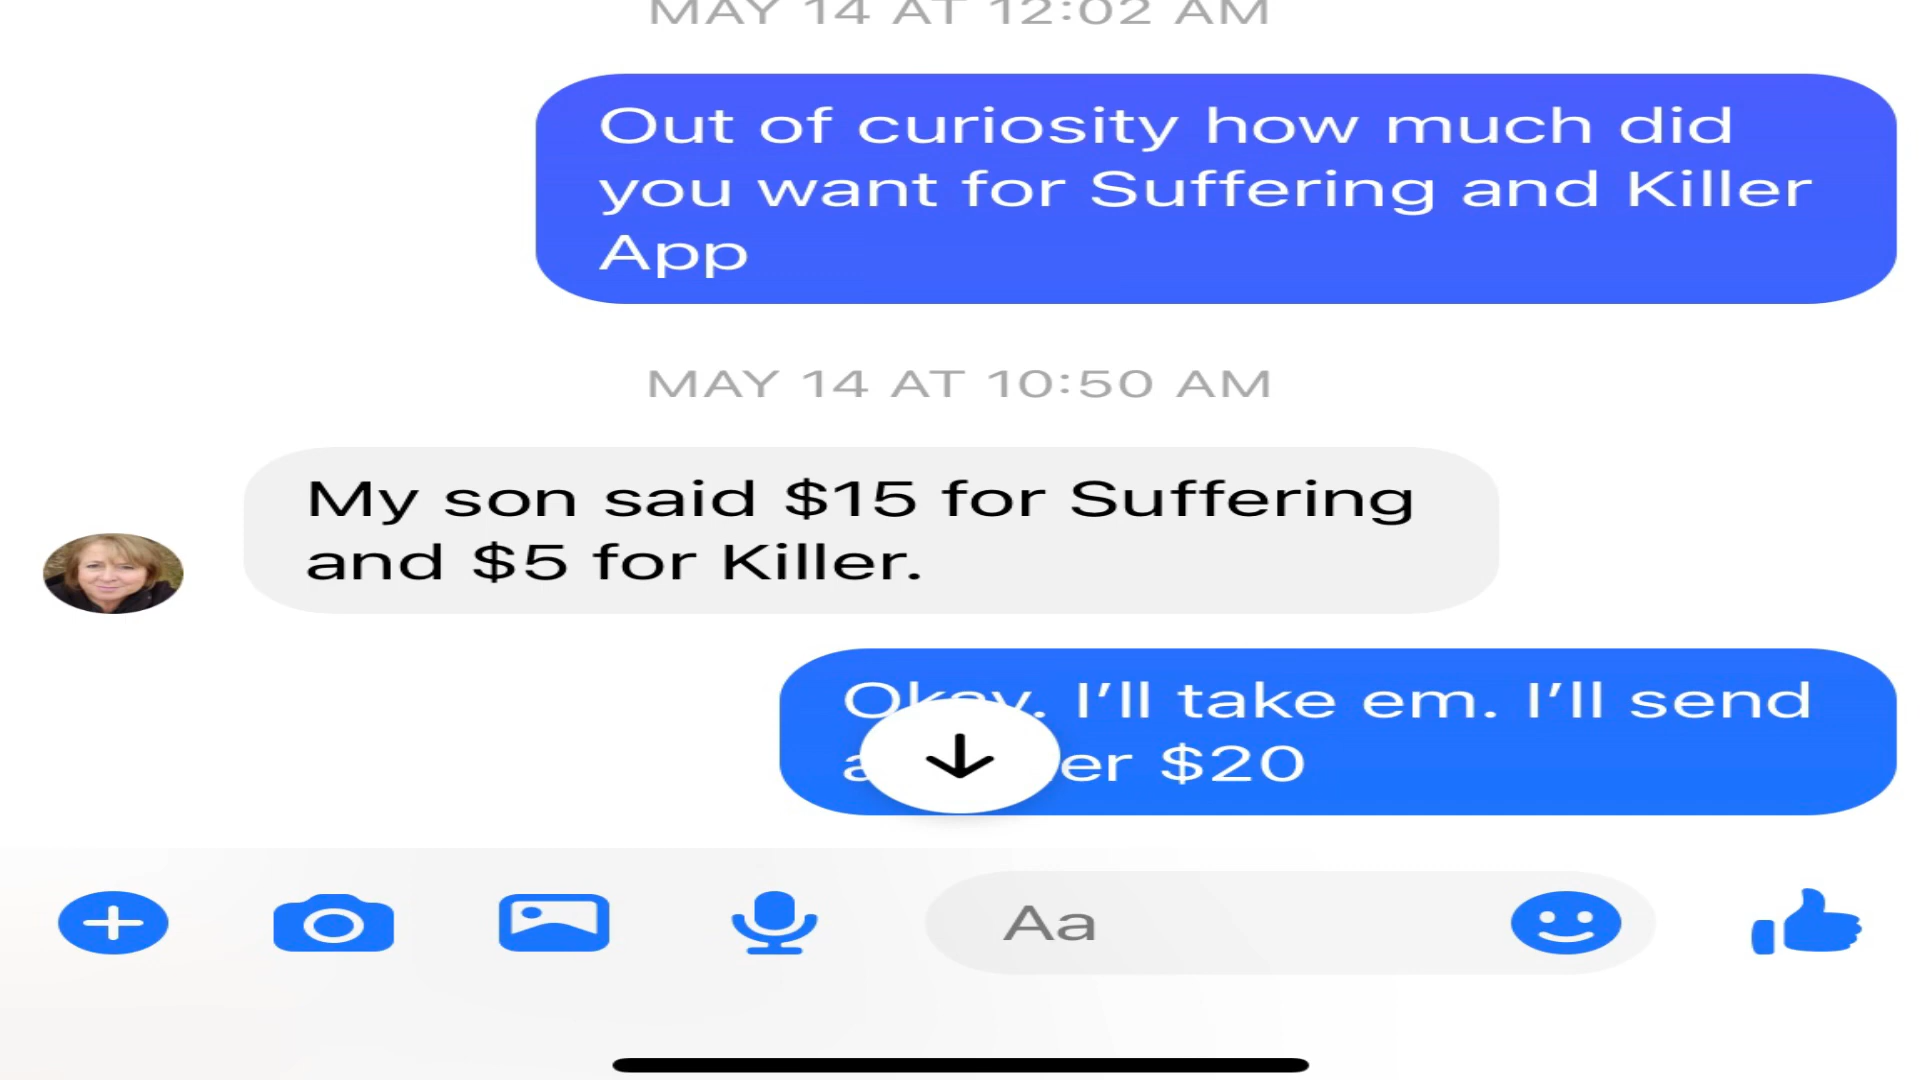 MAY 14 AT 12:02 AM
Out of curiosity how much did
you want for Suffering and Killer
App
MAY 14 AT 10:50 AM
My son said $15 for Suffering
and $5 for Killer.
I’ll take em. I’ll send
$20
Aa